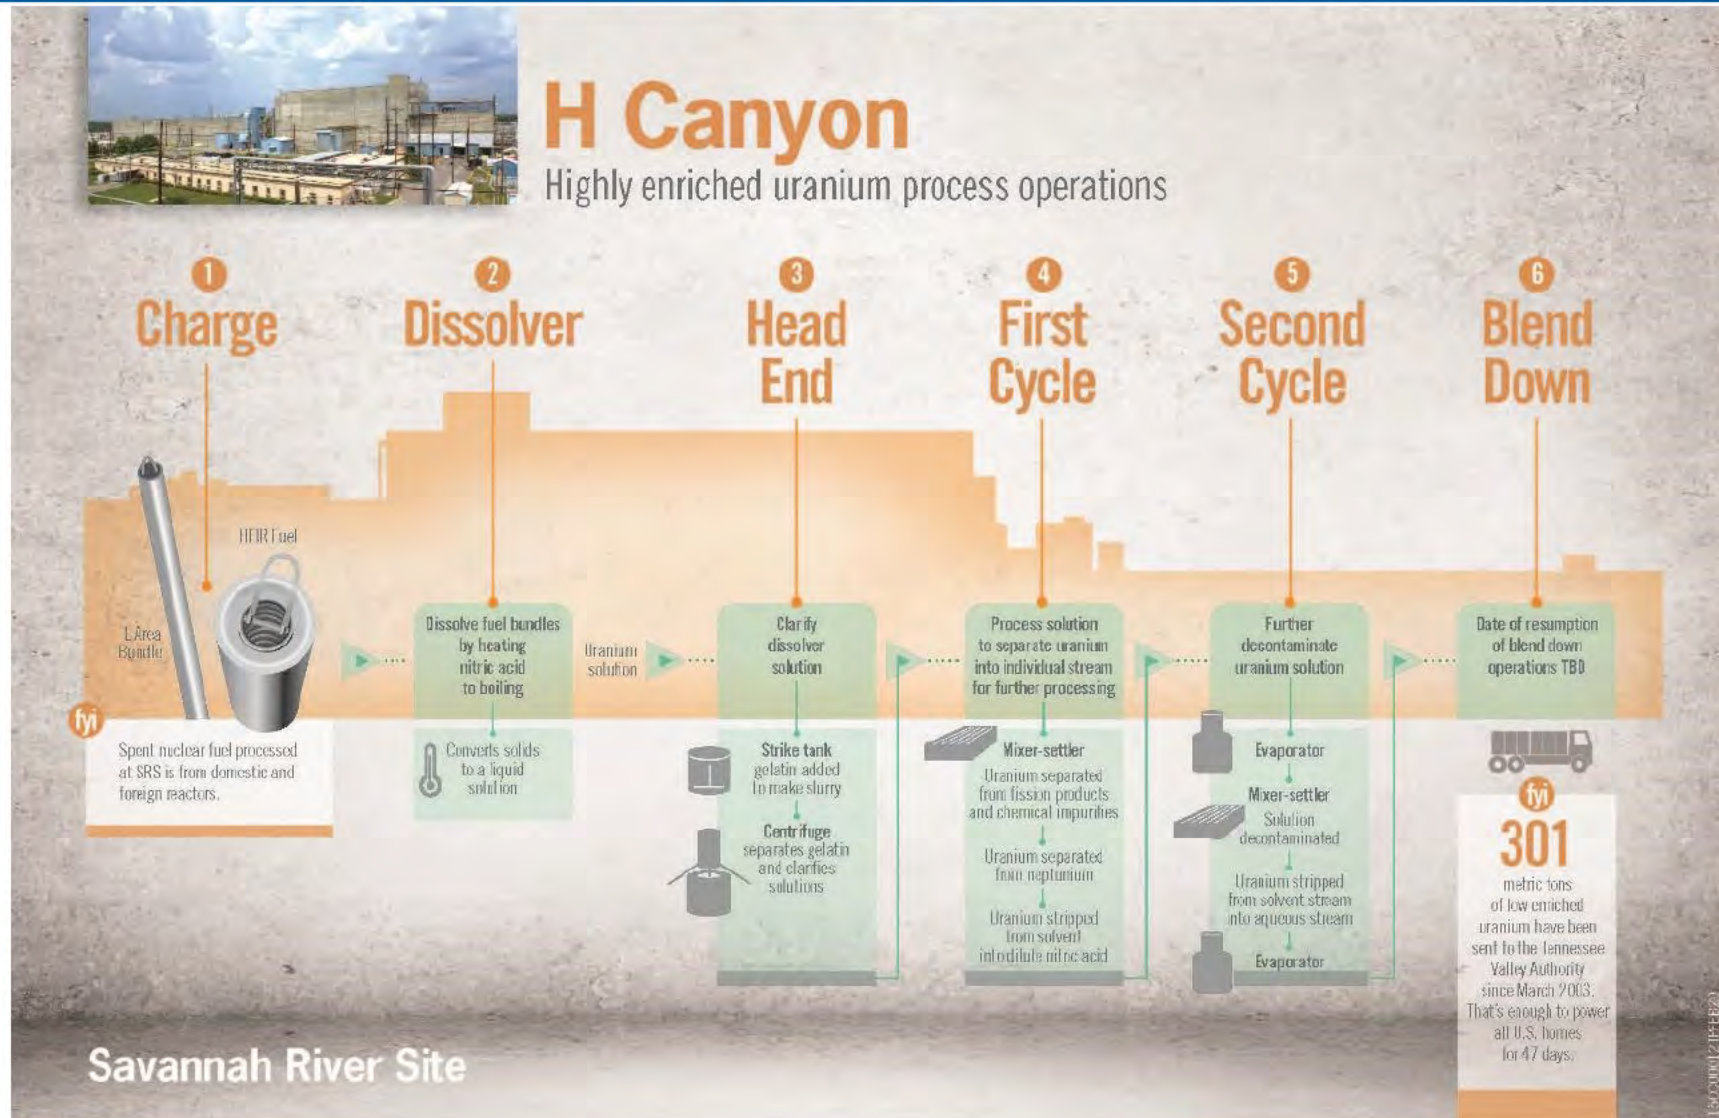 H Canyon
Highly enriched uranium process operations
1
Charge
2
Dissolver
3
Head
End
4
First
Cycle
5
Second
Cycle
6
Blend
Down
HFIR Fuel
L Area
Bundle
fyi
Spent nuclear fuel processed
at SRS is from domestic and
foreign reactors.
Dissolve fuel bundles
by heating
nitric acid
to boiling
Converts solids
to a liquid
solution
Uranium
solution
Clarify
dissolver
solution
Strike tank
gelatin added
to make slurry
Centrifuge
separates gelatin
and clarifies
solutions
Process solution
to separate uranium
into individual stream
for further processing
Mixer-settler
Uranium separated
from fission products
and chemical impurities
Uranium separated
from neptunium
Uranium stripped
from solvent
into dilute nitric acid
Further
decontaminate
uranium solution
Evaporator
Mixer-settler
Solution
decontaminated
Uranium stripped
from solvent stream
into aqueous stream
Evaporator
Date of resumption
of blend down
operations TBD
fyi
301
metric tons
of low enriched
uranium have been
sent to the Tennessee
Valley Authority
since March 2003.
That's enough to power
all U.S. homes
for 47 days.
Savannah River Site